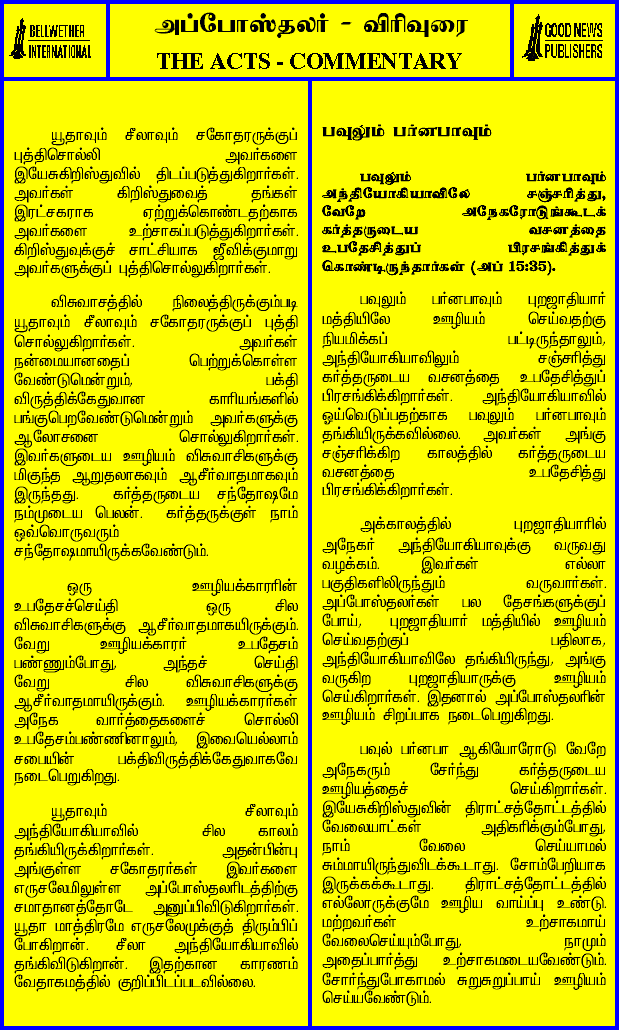 BELLWETHER
INTERNATIONAL
அப்போஸ்தலர் - விரிவுரை
THE ACTS - COMMENTARY
GOOD NEWS
PUBLISHERS
யூதாவும் சீலாவும் சகோதரருக்குப்
புத்திசொல்லி அவர்களை
இயேசுகிறிஸ்துவில் திடப்படுத்துகிறார்கள்.
அவர்கள் கிறிஸ்துவைத் தங்கள்
இரட்சகராக ஏற்றுக்கொண்டதற்காக
அவர்களை உற்சாகப்படுத்துகிறார்கள்.
கிறிஸ்துவுக்குச் சாட்சியாக ஜீவிக்குமாறு
அவர்களுக்குப் புத்திசொல்லுகிறார்கள்.
விசுவாசத்தில் நிலைத்திருக்கும்படி
யூதாவும் சீலாவும் சகோதரருக்குப் புத்தி
சொல்லுகிறார்கள். அவர்கள்
நன்மையானதைப் பெற்றுக்கொள்ள
வேண்டுமென்றும், பக்தி
விருத்திக்கேதுவான காரியங்களில்
பங்குபெறவேண்டுமென்றும் அவர்களுக்கு
ஆலோசனை சொல்லுகிறார்கள்.
இவர்களுடைய ஊழியம் விசுவாசிகளுக்கு
மிகுந்த ஆறுதலாகவும் ஆசீர்வாதமாகவும்
இருந்தது. கர்த்தருடைய சந்தோஷமே
நம்முடைய பெலன். கர்த்தருக்குள் நாம்
ஒவ்வொருவரும்
சந்தோஷமாயிருக்கவேண்டும்.
ஒரு ஊழியக்காரரின்
உபதேசச்செய்தி ஒரு சில
விசுவாசிகளுக்கு ஆசீர்வாதமாகயிருக்கும்.
வேறு ஊழியக்காரர் உபதேசம்
பண்ணும்போது, அந்தச் செய்தி
வேறு சில விசுவாசிகளுக்கு
ஆசீர்வாதமாயிருக்கும். ஊழியக்காரர்கள்
அநேக வார்த்தைகளைச் சொல்லி
உபதேசம்பண்ணினாலும், இவையெல்லாம்
சபையின் பக்திவிருத்திக்கேதுவாகவே
நடைபெறுகிறது.
யூதாவும் சீலாவும்
அந்தியோகியாவில் சில காலம்
தங்கியிருக்கிறார்கள். அதன்பின்பு
அங்குள்ள சகோதரர்கள் இவர்களை
எருசலேமிலுள்ள அப்போஸ்தலரிடத்திற்கு
சமாதானத்தோடே அனுப்பிவிடுகிறார்கள்.
யூதா மாத்திரமே எருசலேமுக்குத் திரும்பிப்
போகிறான். சீலா அந்தியோகியாவில்
தங்கிவிடுகிறான். இதற்கான காரணம்
வேதாகமத்தில் குறிப்பிடப்படவில்லை.
பவுலும் பர்னபாவும்
பவுலும் பர்னபாவும்
அந்தியோகியாவிலே சஞ்சரித்து,
வேறே அநேகரோடுங்கூடக்
கர்த்தருடைய வசனத்தை
உபதேசித்துப் பிரசங்கித்துக்
கொண்டிருந்தார்கள் (அப் 15:35).
பவுலும் பர்னபாவும் புறஜாதியார்
மத்தியிலே ஊழியம் செய்வதற்கு
நியமிக்கப் பட்டிருந்தாலும்,
அந்தியோகியாவிலும் சஞ்சரித்து
கர்த்தருடைய வசனத்தை உபதேசித்துப்
பிரசங்கிக்கிறார்கள். அந்தியோகியாவில்
ஓய்வெடுப்பதற்காக பவுலும் பர்னபாவும்
தங்கியிருக்கவில்லை. அவர்கள் அங்கு
சஞ்சரிக்கிற காலத்தில் கர்த்தருடைய
வசனத்தை உபதேசித்து
பிரசங்கிக்கிறார்கள்.
அக்காலத்தில் புறஜாதியாரில்
அநேகர் அந்தியோகியாவுக்கு வருவது
வழக்கம். இவர்கள் எல்லா
பகுதிகளிலிருந்தும் வருவார்கள்.
அப்போஸ்தலர்கள் பல தேசங்களுக்குப்
போய், புறஜாதியார் மத்தியில் ஊழியம்
செய்வதற்குப் பதிலாக,
அந்தியோகியாவிலே தங்கியிருந்து, அங்கு
வருகிற புறஜாதியாருக்கு ஊழியம்
செய்கிறார்கள். இதனால் அப்போஸ்தலரின்
ஊழியம் சிறப்பாக நடைபெறுகிறது.
பவுல் பர்னபா ஆகியோரோடு வேறே
அநேகரும் சேர்ந்து கர்த்தருடைய
ஊழியத்தைச் செய்கிறார்கள்.
இயேசுகிறிஸ்துவின் திராட்சத்தோட்டத்தில்
வேலையாட்கள் அதிகரிக்கும்போது,
நாம் வேலை செய்யாமல்
சும்மாயிருந்துவிடக்கூடாது. சோம்பேறியாக
இருக்கக்கூடாது. திராட்சத்தோட்டத்தில்
எல்லோருக்குமே ஊழிய வாய்ப்பு உண்டு.
மற்றவர்கள் உற்சாகமாய்
வேலைசெய்யும்போது, நாமும்
அதைப்பார்த்து உற்சாகமடையவேண்டும்.
சோர்ந்துபோகாமல் சுறுசுறுப்பாய் ஊழியம்
செய்யவேண்டும்.